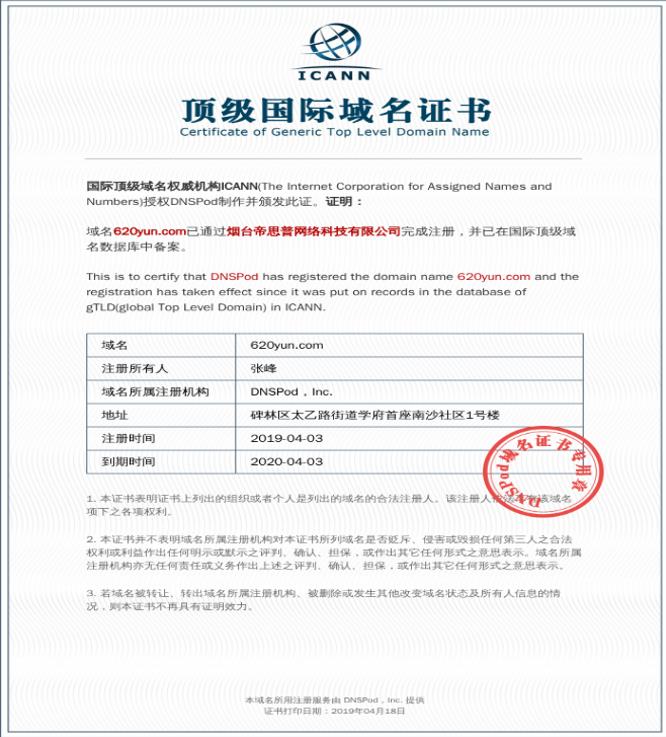 ICANN
顶级国际域名证书
Certificate of Generic Top Level Domain Name
国际顶级域名权威机构ICANN(The Internet Corporation for Assigned Names and
Numbers)授权DNSPod制作并颁发此证。证明：
域名620yun.com已通过烟台帝思普网络科技有限公司完成注册，并已在国际顶级域
名数据库中备案。
This is to certify that DNSPod has registered the domain name 620yun.com and the
registration has taken effect since it was put on records in the database of
gTLD(global Top Level Domain) in ICANN.
域名 620yun.com
注册所有人 张峰
域名所属注册机构 DNSPod，Inc.
地址 碑林区太乙路街道学府首座南沙社区1号楼
注册时间 2019-04-03
到期时间 2020-04-03
DNSPod域名证书专用章
1. 本证书表明证书上列出的组织或者个人是列出的域名的合法注册人。该注册人依法享有该域名
项下之各项权利。
2. 本证书并不表明域名所属注册机构对本证书所列域名是否贬斥、侵害或毁损任何第三人之合法
权利或利益作出任何明示或默示之评判、确认、担保，或作出其它任何形式之意思表示。域名所属
注册机构亦无任何责任或义务作出上述之评判、确认、担保，或作出其它任何形式之意思表示。
3. 若域名被转让、转出域名所属注册机构、被删除或发生其他改变域名状态及所有人信息的情
况，则本证书不再具有证明效力。
本域名所用注册服务由 DNSPod，Inc. 提供
证书打印日期：2019年04月18日